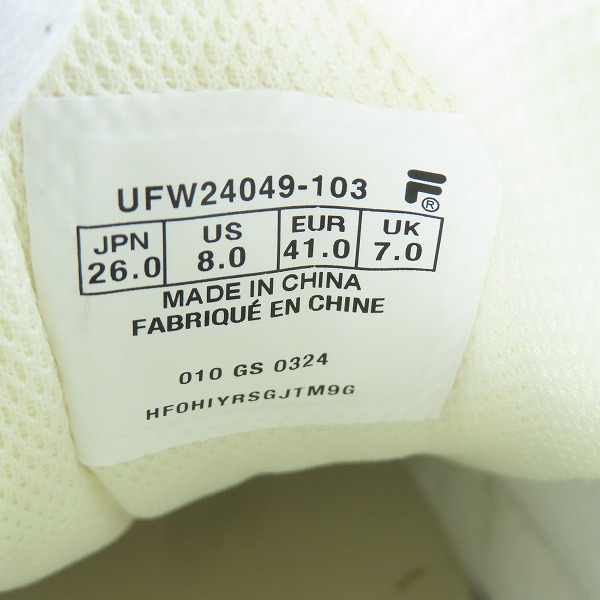 UFW24049-103 F®
JPN US EUR UK
26.0 8.0 41.0 7.0
MADE IN CHINA
FABRIQUÉ EN CHINE
010 GS 0324
HF0HIYRSGJTM9G